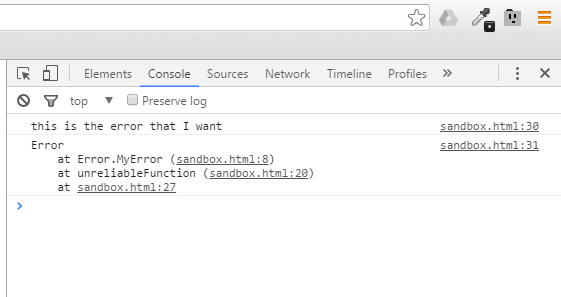 Elements Console Sources Network Timeline Profiles »
top ▼ Preserve log
this is the error that I want sandbox.html:30
Error sandbox.html:31
at Error.MyError (sandbox.html:8)
at unreliableFunction (sandbox.html:20)
at sandbox.html:27
>